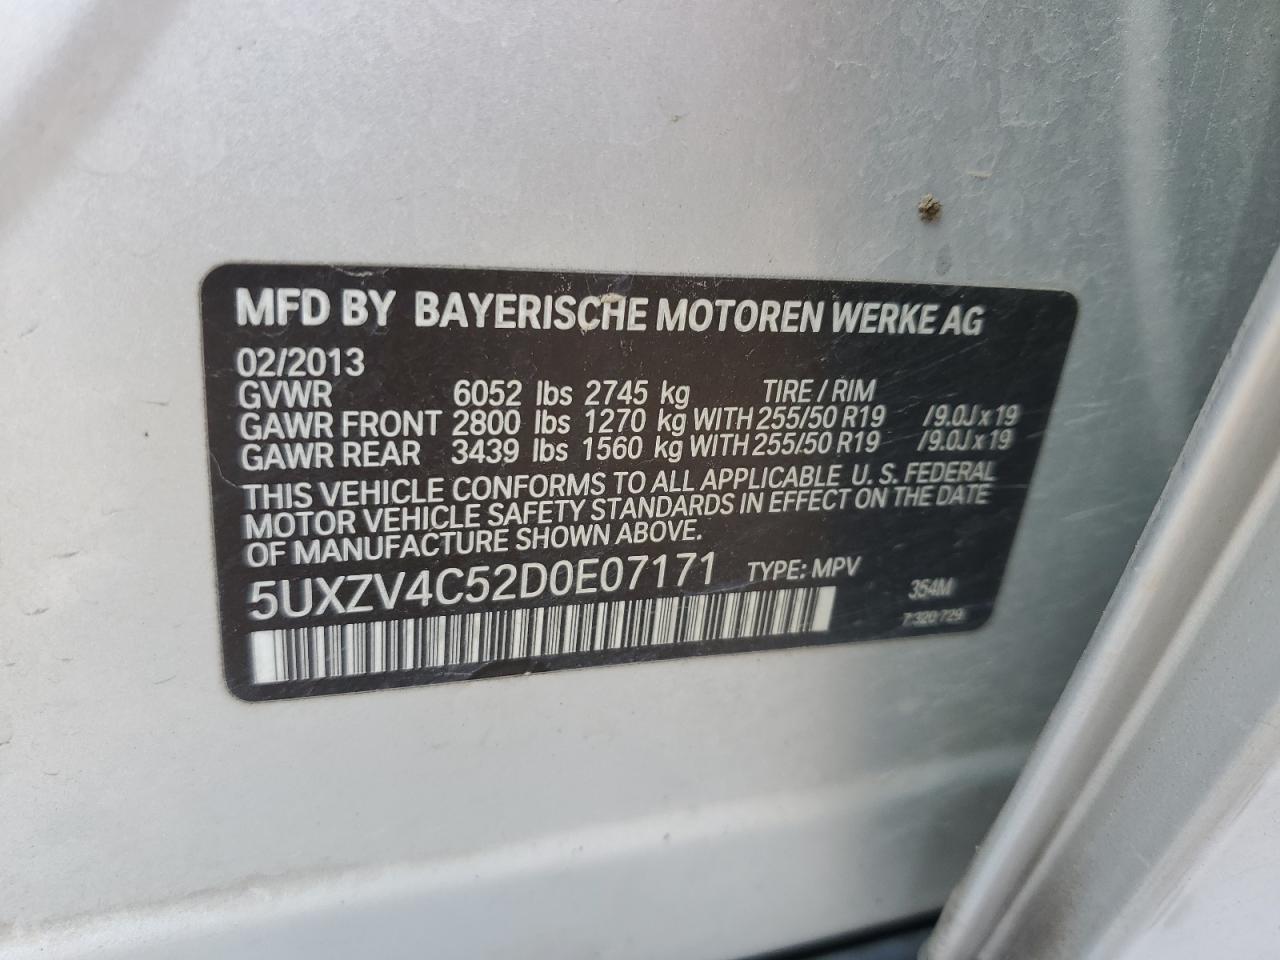 MFD BY BAYERISCHE MOTOREN WERKE AG
02/2013
GVWR 6052 lbs 2745 kg TIRE / RIM
GAWR FRONT 2800 lbs 1270 kg WITH 255/50 R19 /9.0J x 19
GAWR REAR 3439 lbs 1560 kg WITH 255/50 R19 /9.0J x 19
THIS VEHICLE CONFORMS TO ALL APPLICABLE U. S. FEDERAL
MOTOR VEHICLE SAFETY STANDARDS IN EFFECT ON THE DATE
OF MANUFACTURE SHOWN ABOVE.
5UXZV4C52D0E07171 TYPE: MPV
354M
7 320 729